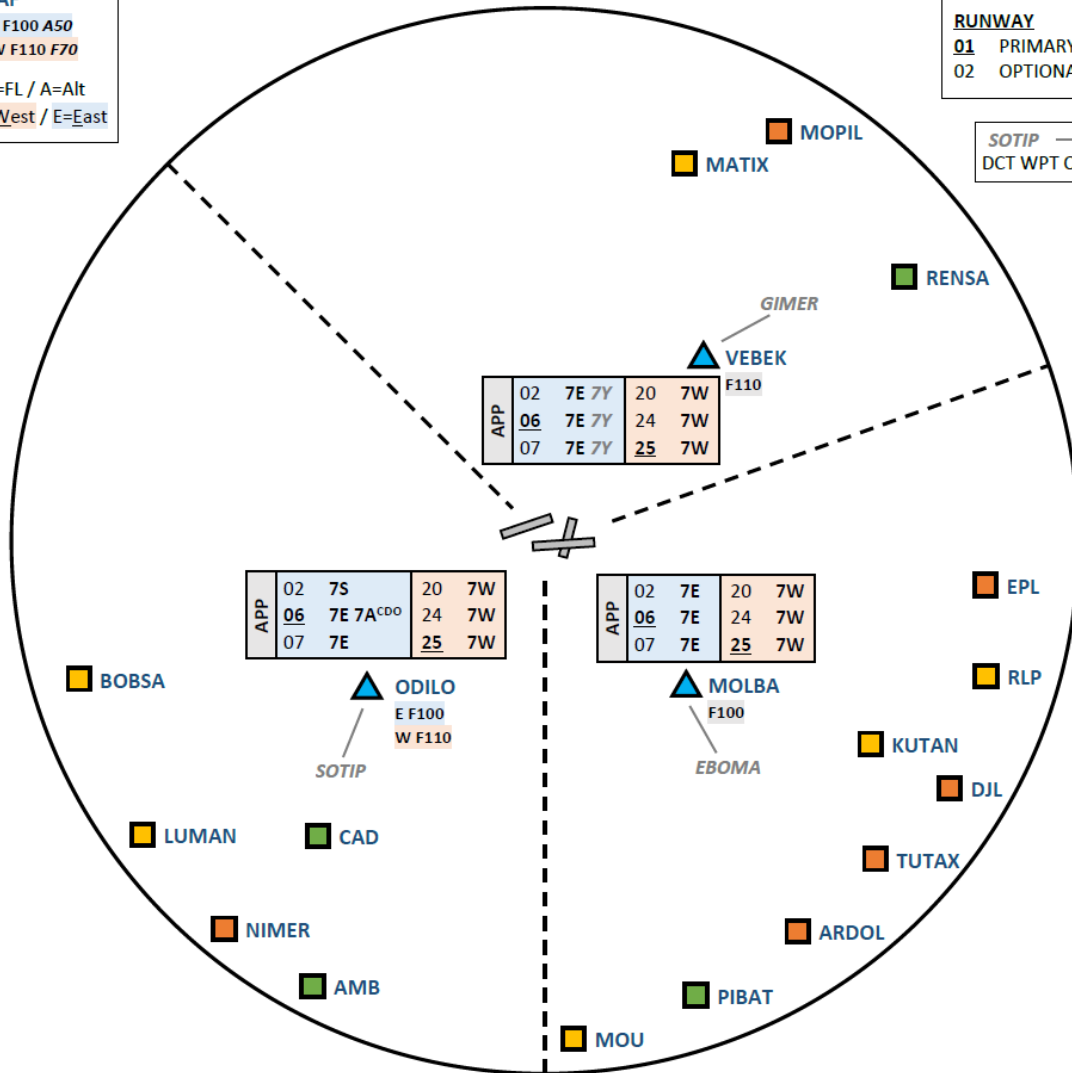 F100 A50
F110 F70
=FL / A=Alt
West / E=East
RUNWAY
01 PRIMARY
02 OPTIONA
SOTIP
DCT WPT
MOPIL
MATIX
RENSA
GIMER
VEBEK
F110
APP
02 7E 7Y 20 7W
06 7E 7Y 24 7W
07 7E 7Y 25 7W
APP
02 7S 20 7W
06 7E 7A CDO 24 7W
07 7E 25 7W
APP
02 7E 20 7W
06 7E 24 7W
07 7E 25 7W
EPL
BOBSA
ODILO
E F100
W F110
SOTIP
MOLBA
F100
EBOMA
RLP
KUTAN
DJL
LUMAN
CAD
TUTAX
NIMER
ARDOL
AMB
PIBAT
MOU